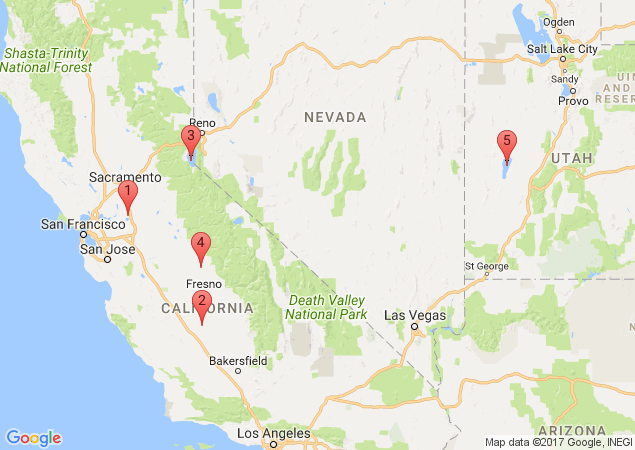 Ogden
Shasta-Trinity
National Forest
Salt Lake City
Sandy
UIN
AND
RESER
Provo
NEVADA
Reno
3
5
UTAH
Sacramento
1
San Francisco
San Jose
4
St George
Fresno
2
CALIFORNIA
Death Valley
National Park
Las Vegas
Bakersfield
Los Angeles
ARIZONA
Google
Map data ©2017 Google, INEGI